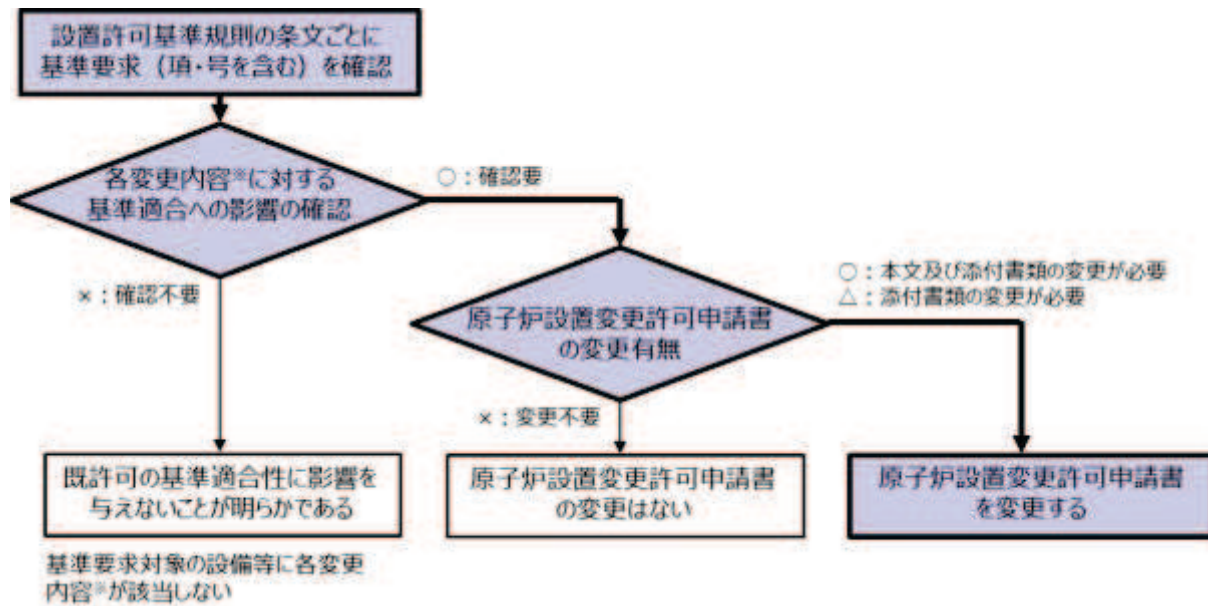 設置許可基準規則の条文ごとに
基準要求（項・号を含む）を確認
各変更内容※に対する
基準適合への影響の確認
○：確認要
×：確認不要
原子炉設置変更許可申請書
の変更有無
○：本文及び添付書類の変更が必要
△：添付書類の変更が必要
×：変更不要
既許可の基準適合性に影響を
与えないことが明らかである
原子炉設置変更許可申請書
の変更はない
原子炉設置変更許可申請書
を変更する
基準要求対象の設備等に各変更
内容※が該当しない